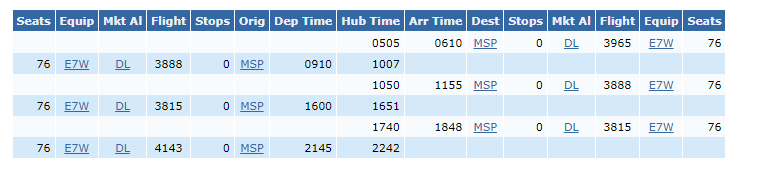 Seats Equip Mkt Al Flight Stops Orig Dep Time Hub Time Arr Time Dest Stops Mkt Al Flight Equip Seats
0505 0610 MSP 0 DL 3965 E7W 76
76 E7W DL 3888 0 MSP 0910 1007
1050 1155 MSP 0 DL 3888 E7W 76
76 E7W DL 3815 0 MSP 1600 1651
1740 1848 MSP 0 DL 3815 E7W 76
76 E7W DL 4143 0 MSP 2145 2242